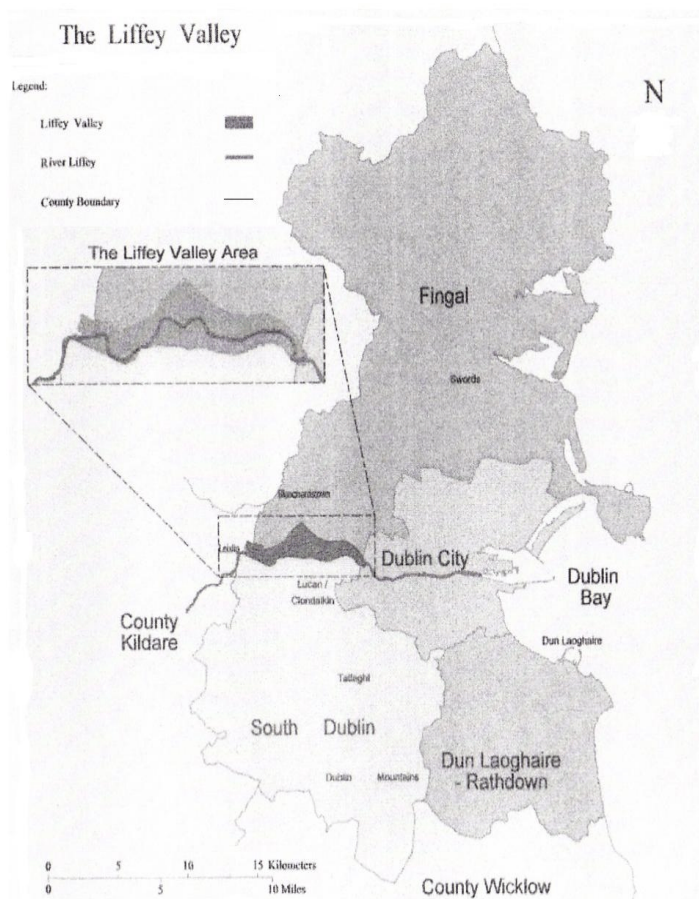 The Liffey Valley
Legend:
Liffey Valley
River Liffey
County Boundary
N
The Liffey Valley Area
Fingal
Swords
Blanchardstown
Leixlip
Dublin City
Lucan /
Clondalkin
Dublin
Bay
County
Kildare
Dun Laoghaire
Tallaght
South Dublin
Dun Laoghaire
- Rathdown
Dublin Mountains
0 5 10 15 Kilometers
0 5 10 Miles
County Wicklow